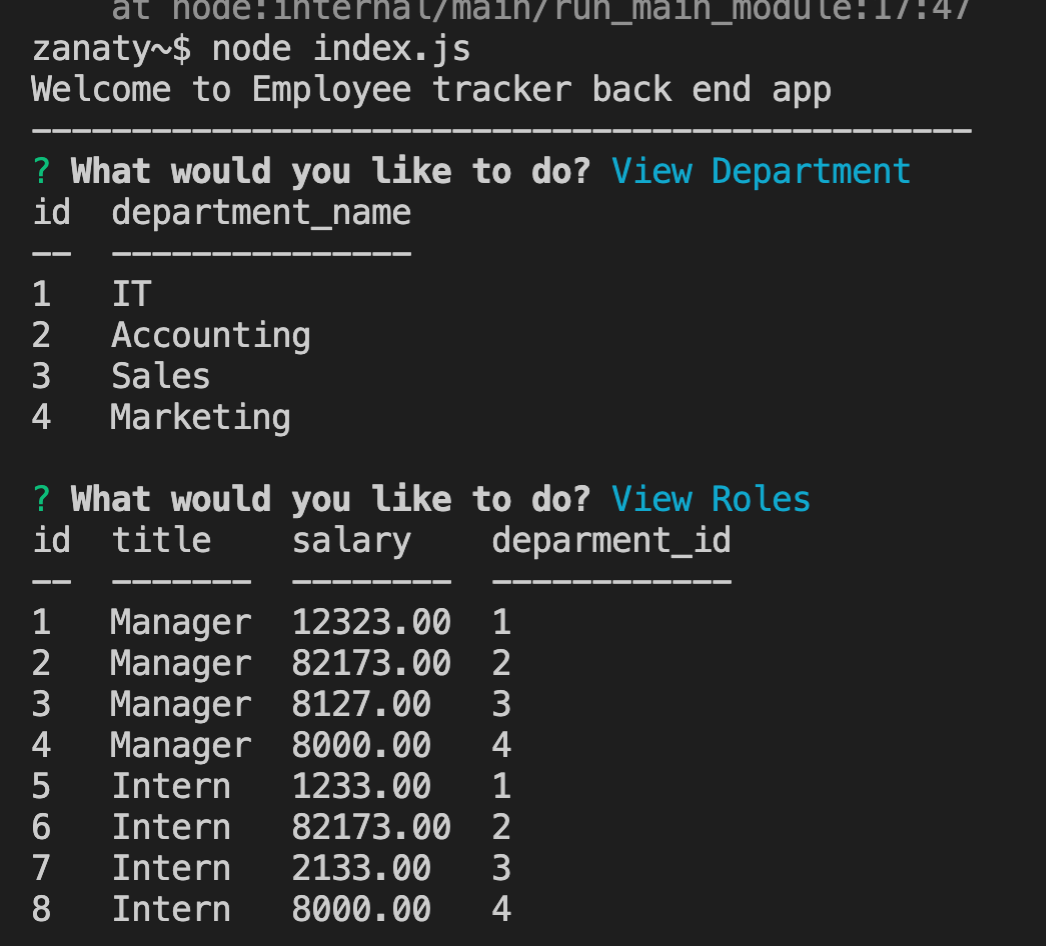 at node:internal/main/run_main_module:17:47
zanaty~$ node index.js
Welcome to Employee tracker back end app
-----------------------------------------------
? What would you like to do? View Department
id  department_name
--  ---------------
1   IT
2   Accounting
3   Sales
4   Marketing
? What would you like to do? View Roles
id  title    salary    deparment_id
--  -------  --------  ------------
1   Manager  12323.00  1
2   Manager  82173.00  2
3   Manager  8127.00   3
4   Manager  8000.00   4
5   Intern   1233.00   1
6   Intern   82173.00  2
7   Intern   2133.00   3
8   Intern   8000.00   4